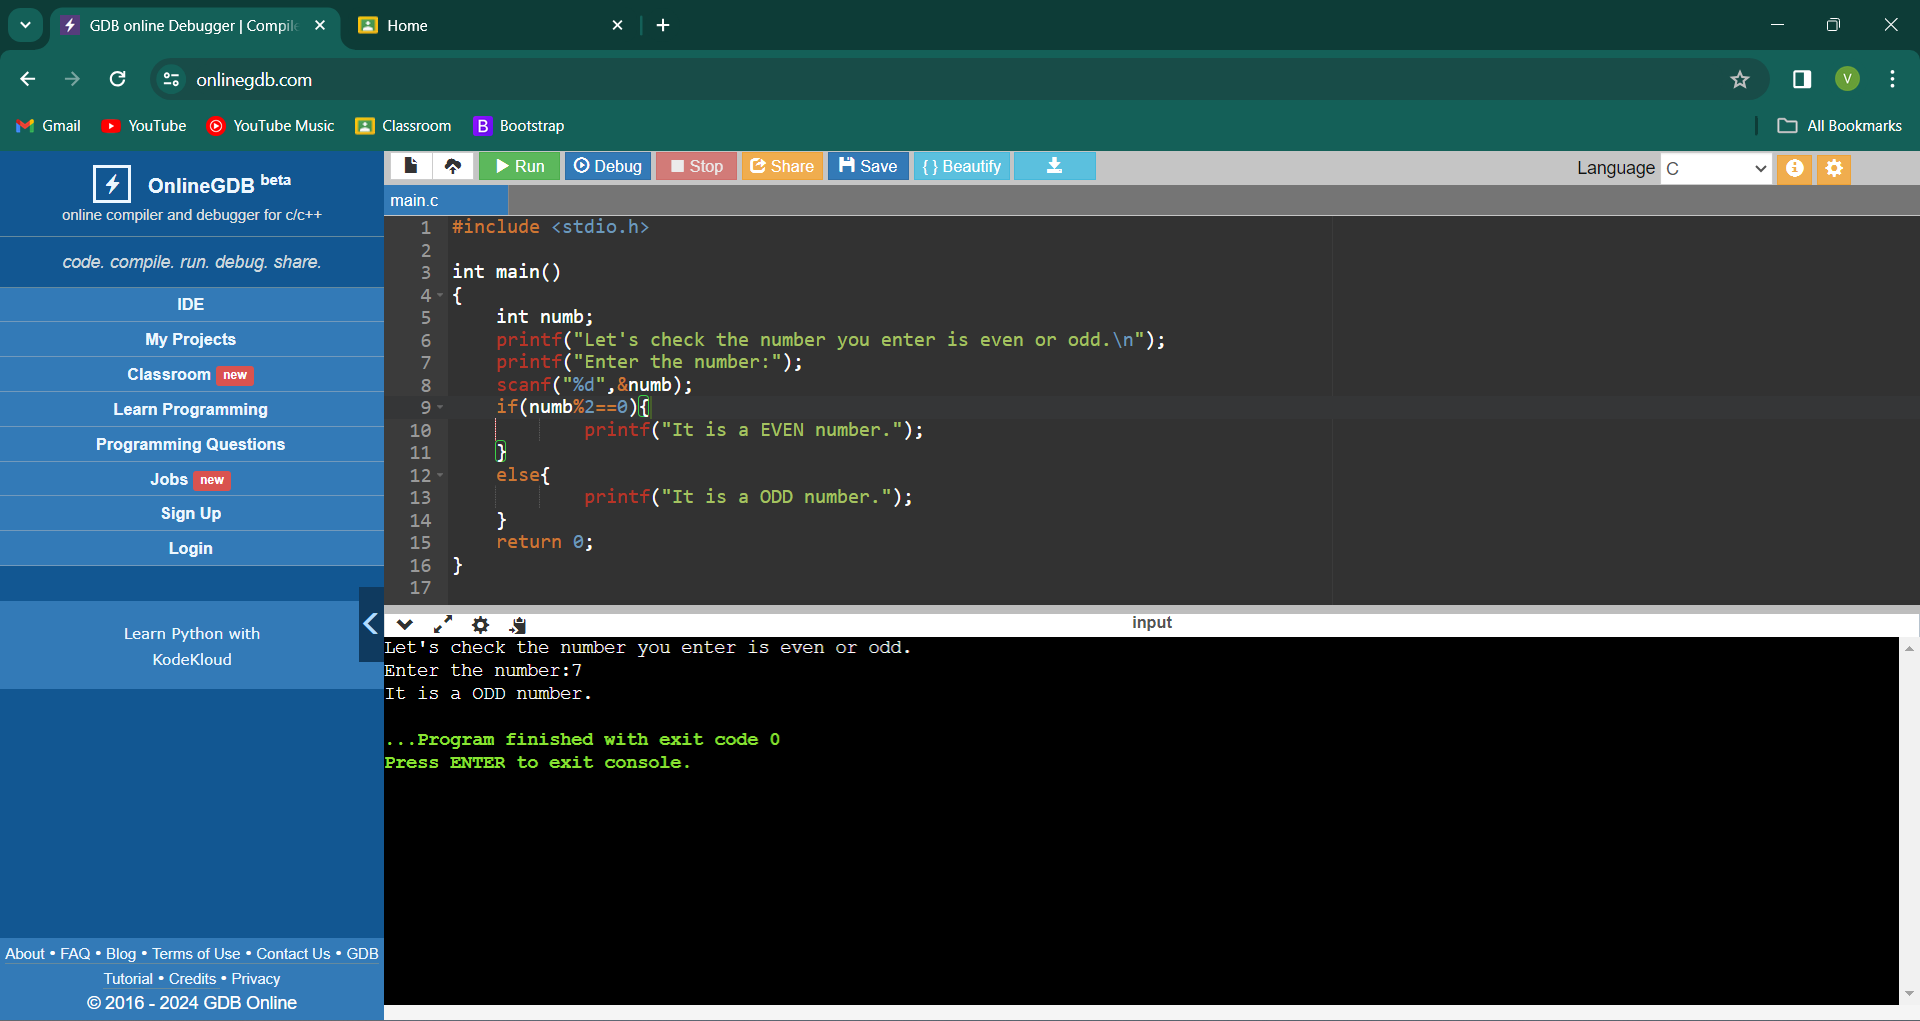 GDB online Debugger | Compile
Home
onlinegdb.com
V
Gmail
YouTube
YouTube Music
Classroom
B Bootstrap
All Bookmarks
OnlineGDB beta
online compiler and debugger for c/c++
code. compile. run. debug. share.
IDE
My Projects
Classroom new
Learn Programming
Programming Questions
Jobs new
Sign Up
Login
Learn Python with
KodeKloud
About • FAQ • Blog • Terms of Use • Contact Us • GDB
Tutorial • Credits • Privacy
© 2016 - 2024 GDB Online
Run
Debug
Stop
Share
Save
{ } Beautify
Language C
main.c
1 #include <stdio.h>
2
3 int main()
4 {
5 int numb;
6 printf("Let's check the number you enter is even or odd.\n");
7 printf("Enter the number:");
8 scanf("%d",&numb);
9 if(numb%2==0){
10 printf("It is a EVEN number.");
11 }
12 else{
13 printf("It is a ODD number.");
14 }
15 return 0;
16 }
17
input
Let's check the number you enter is even or odd.
Enter the number:7
It is a ODD number.
...Program finished with exit code 0
Press ENTER to exit console.